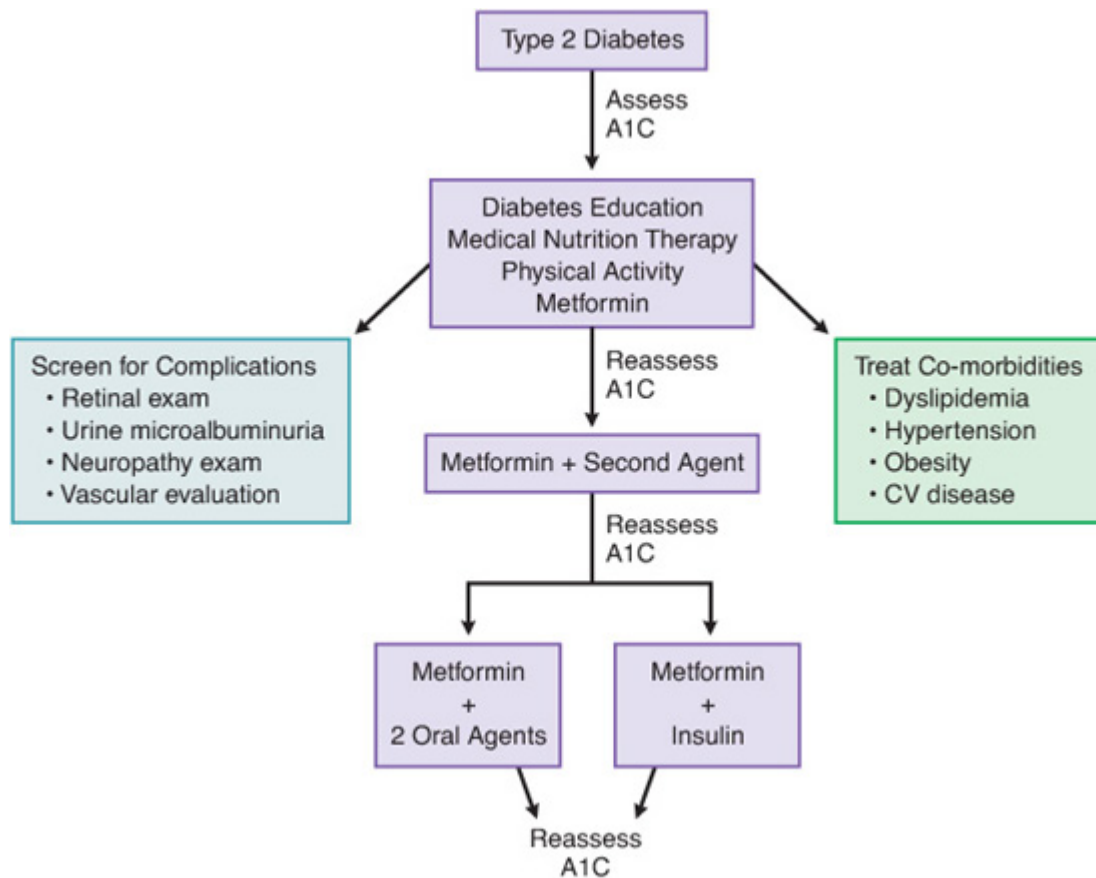 Type 2 Diabetes
Assess
A1C
Diabetes Education
Medical Nutrition Therapy
Physical Activity
Metformin
Screen for Complications
• Retinal exam
• Urine microalbuminuria
• Neuropathy exam
• Vascular evaluation
Reassess
A1C
Treat Co-morbidities
• Dyslipidemia
• Hypertension
• Obesity
• CV disease
Metformin + Second Agent
Reassess
A1C
Metformin
+
2 Oral Agents
Metformin
+
Insulin
Reassess
A1C